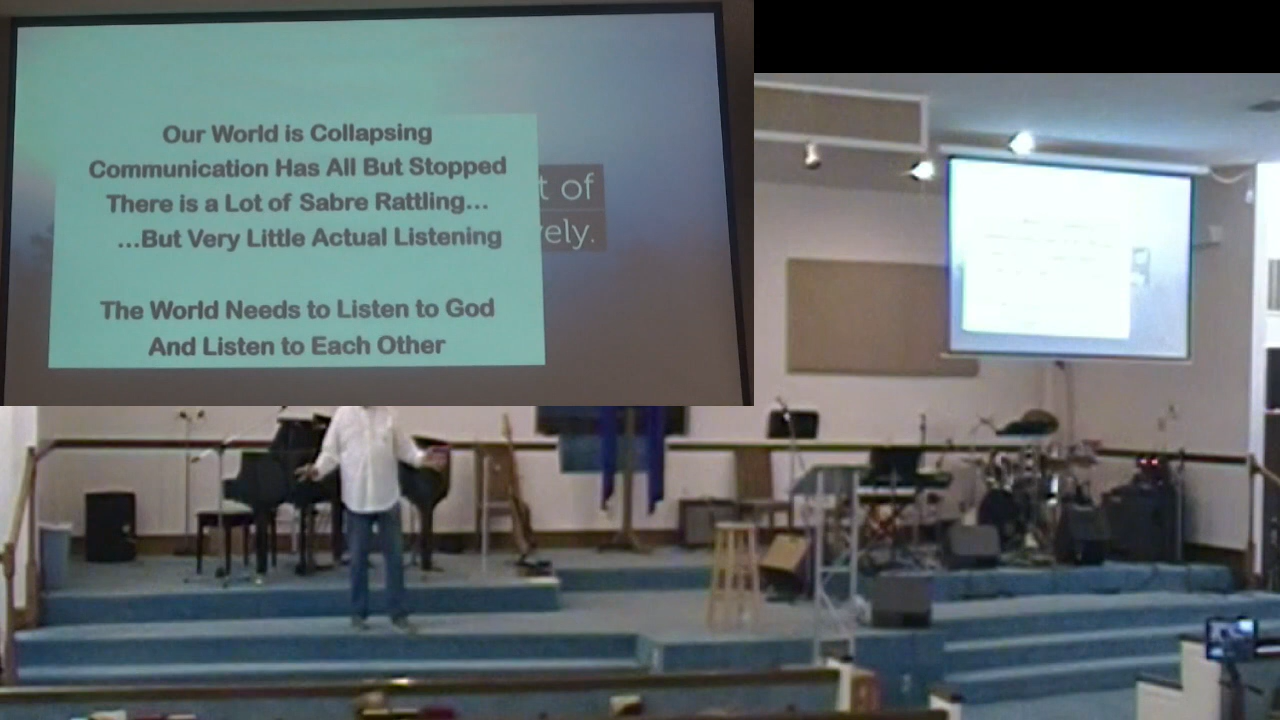 Our World is Collapsing
Communication Has All But Stopped
There is a Lot of Sabre Rattling...
...But Very Little Actual Listening
The World Needs to Listen to God
And Listen to Each Other
of